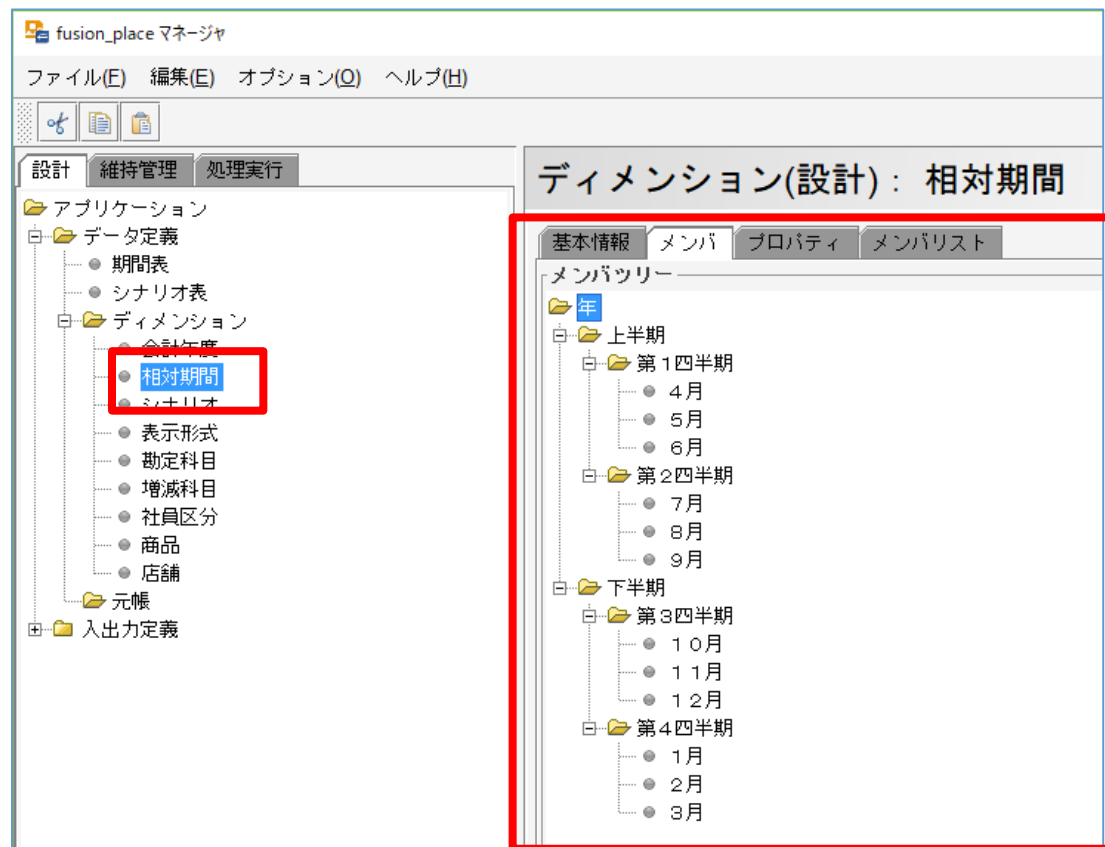 fusion_place マネージャ
ファイル(F) 編集(E) オプション(O) ヘルプ(H)
設計 維持管理 処理実行
アプリケーション
データ定義
期間表
シナリオ表
ディメンション
会計年度
相対期間
シナリオ
表示形式
勘定科目
増減科目
社員区分
商品
店舗
元帳
入出力定義
ディメンション(設計)： 相対期間
基本情報 メンバ プロパティ メンバリスト
メンバツリー
年
上半期
第１四半期
４月
５月
６月
第２四半期
７月
８月
９月
下半期
第３四半期
１０月
１１月
１２月
第４四半期
１月
２月
３月